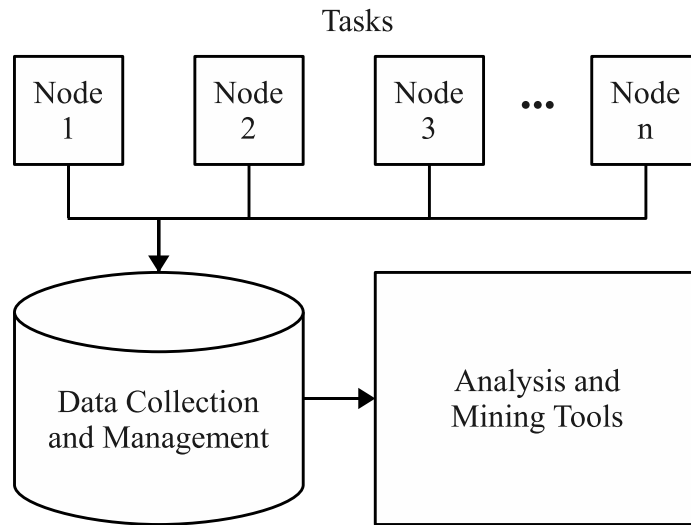 Tasks
Node
1
Node
2
Node
3
•••
Node
n
Data Collection
and Management
Analysis and
Mining Tools